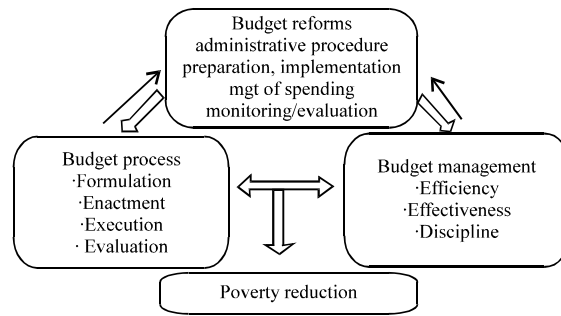 Budget reforms
administrative procedure
preparation, implementation
mgt of spending
monitoring/evaluation
Budget process
·Formulation
·Enactment
·Execution
· Evaluation
Budget management
·Efficiency
·Effectiveness
·Discipline
Poverty reduction